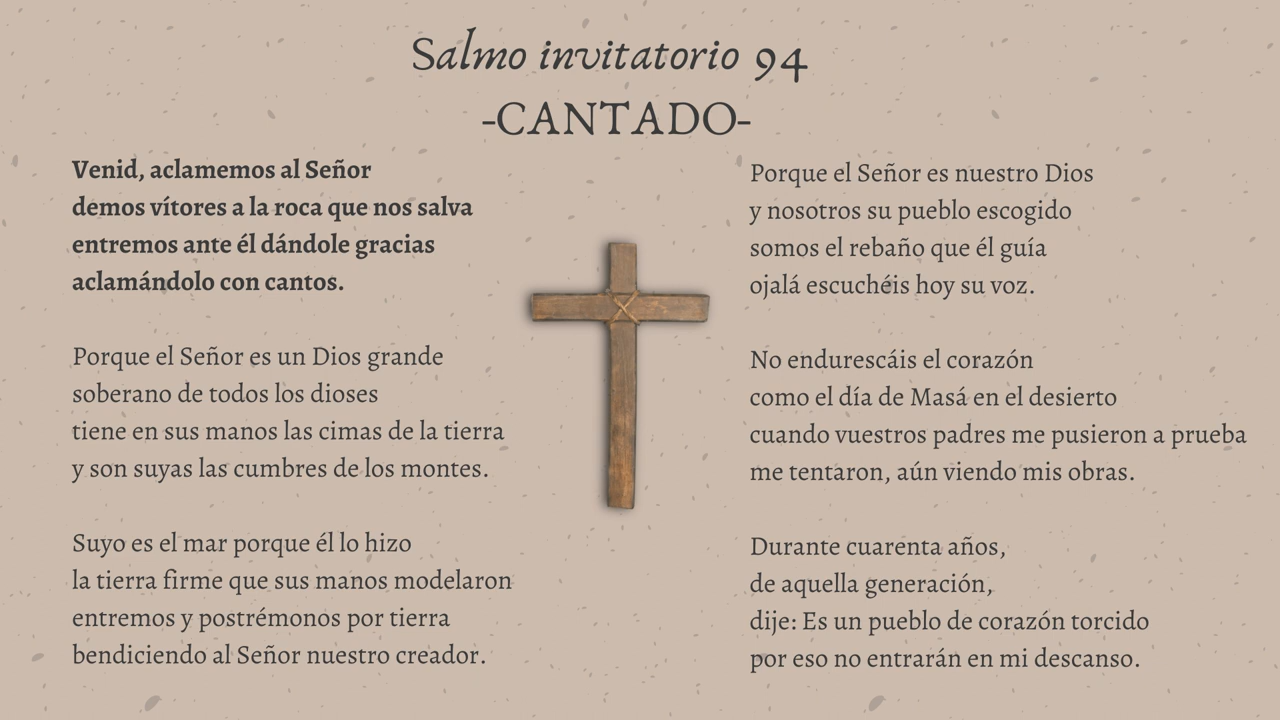 Salmo invitatorio 94
-CANTADO-
Venid, aclamemos al Señor
demos vítores a la roca que nos salva
entremos ante él dándole gracias
aclamándolo con cantos.
Porque el Señor es un Dios grande
soberano de todos los dioses
tiene en sus manos las cimas de la tierra
y son suyas las cumbres de los montes.
Suyo es el mar porque él lo hizo
la tierra firme que sus manos modelaron
entremos y postrémonos por tierra
bendiciendo al Señor nuestro creador.
Porque el Señor es nuestro Dios
y nosotros su pueblo escogido
somos el rebaño que él guía
ojalá escuchéis hoy su voz.
No endurescáis el corazón
como el día de Masá en el desierto
cuando vuestros padres me pusieron a prueba
me tentaron, aún viendo mis obras.
Durante cuarenta años,
de aquella generación,
dije: Es un pueblo de corazón torcido
por eso no entrarán en mi descanso.